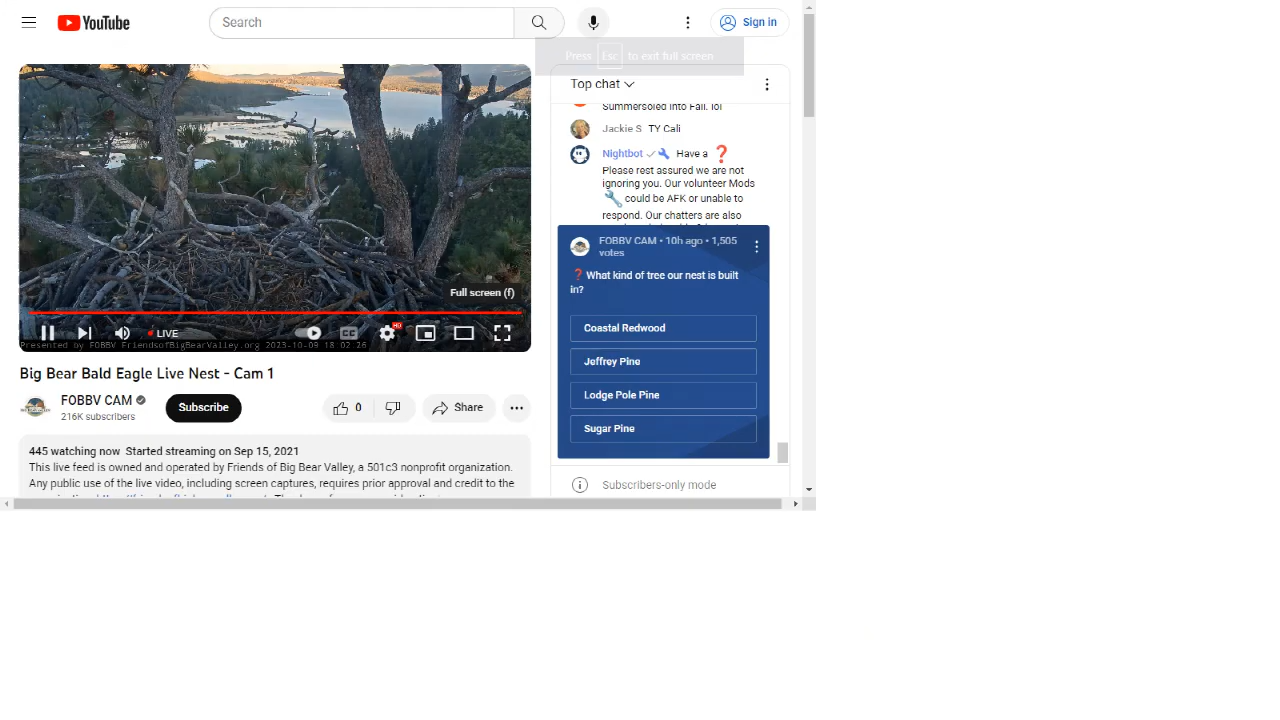 YouTube
Search
Sign in
Press Esc to exit full screen
Top chat
Summersoled into Fall. lol
Jackie S TY Cali
Nightbot Have a ❓
Please rest assured we are not
ignoring you. Our volunteer Mods
🔧 could be AFK or unable to
respond. Our chatters are also
FOBBV CAM • 10h ago • 1,505
votes
❓What kind of tree our nest is built
in?
Coastal Redwood
Jeffrey Pine
Lodge Pole Pine
Sugar Pine
Subscribers-only mode
Full screen (f)
LIVE
CC
HD
Presented by FOBBV FriendsofBigBearValley.org 2023-10-09 18:02:26
Big Bear Bald Eagle Live Nest - Cam 1
FOBBV CAM
216K subscribers
Subscribe
0
Share
445 watching now Started streaming on Sep 15, 2021
This live feed is owned and operated by Friends of Big Bear Valley, a 501c3 nonprofit organization.
Any public use of the live video, including screen captures, requires prior approval and credit to the